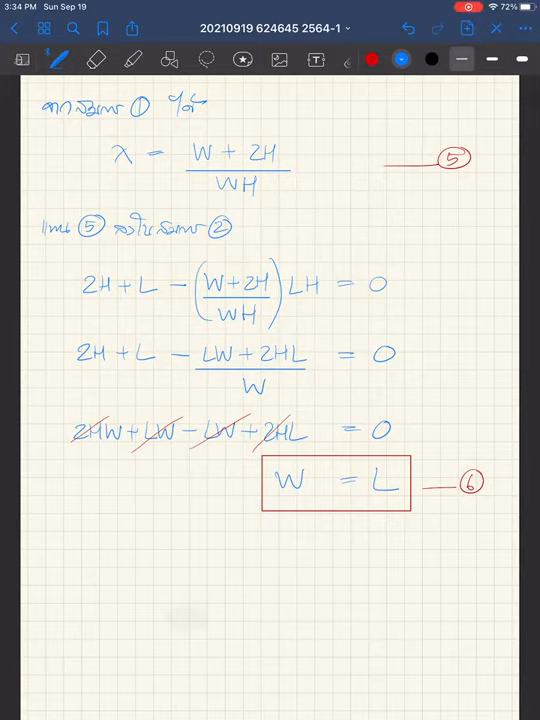 3:34 PM Sun Sep 19
72%
20210919 624645 2564-1
T
จากสมการ ① ได้
λ = (W + 2H)/(WH) — ⑤
แทน ⑤ ลงในสมการ ②
2H + L - ((W + 2H)/(WH)) LH = 0
2H + L - (LW + 2HL)/W = 0
2HW + LW - LW + 2HL = 0
W = L — ⑥